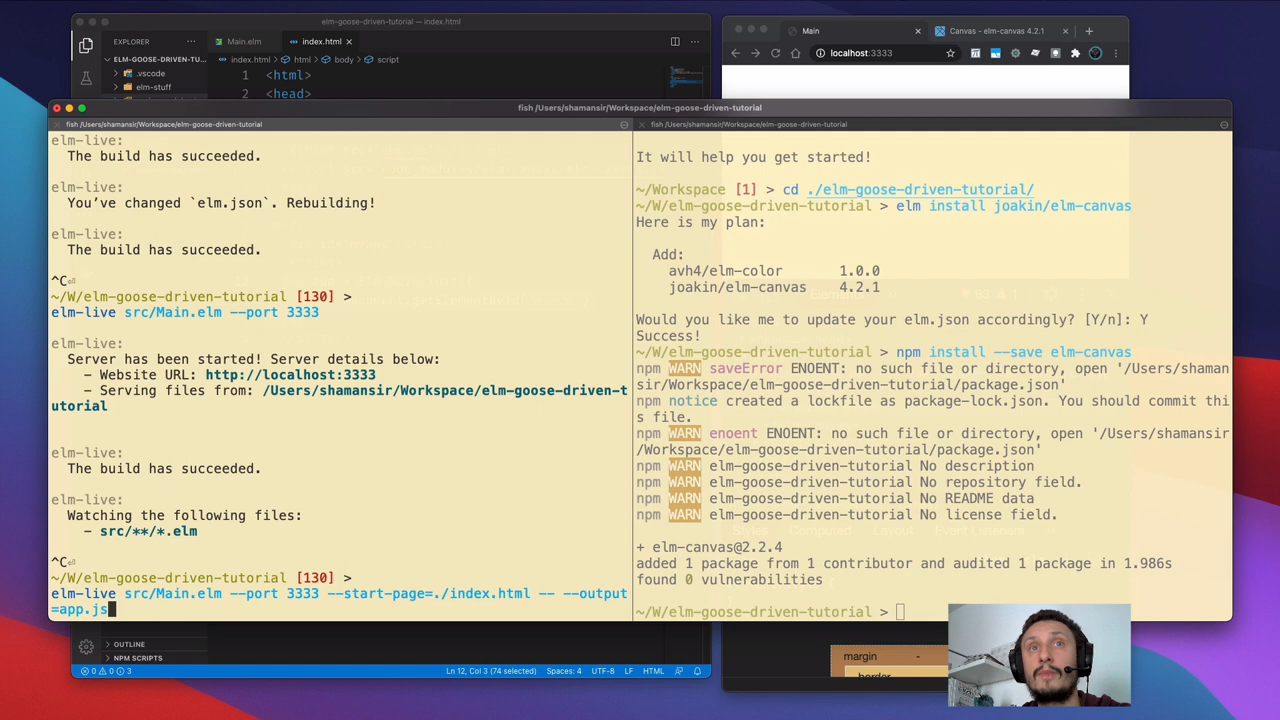 elm-goose-driven-tutorial — index.html
EXPLORER
Main.elm
index.html
ELM-GOOSE-DRIVEN-TU...
index.html > html > body > script
.vscode
elm-stuff
1 <html>
2 <head>
Main
Canvas - elm-canvas 4.2.1
localhost:3333
fish /Users/shamansir/Workspace/elm-goose-driven-tutorial
fish /Users/shamansir/Workspace/elm-goose-driven-tutorial
elm-live:
The build has succeeded.
elm-live:
You've changed `elm.json`. Rebuilding!
elm-live:
The build has succeeded.
^C⏎
~/W/elm-goose-driven-tutorial [130] >
elm-live src/Main.elm --port 3333
Server has been started! Server details below:
- Website URL: http://localhost:3333
- Serving files from: /Users/shamansir/Workspace/elm-goose-driven-t
utorial
elm-live:
The build has succeeded.
elm-live:
Watching the following files:
- src/**/*.elm
^C⏎
~/W/elm-goose-driven-tutorial [130] >
elm-live src/Main.elm --port 3333 --start-page=./index.html -- --output
=app.js
fish /Users/shamansir/Workspace/elm-goose-driven-tutorial
It will help you get started!
~/Workspace [1] > cd ./elm-goose-driven-tutorial/
~/W/elm-goose-driven-tutorial > elm install joakin/elm-canvas
Here is my plan:
Add:
avh4/elm-color 1.0.0
joakin/elm-canvas 4.2.1
Would you like me to update your elm.json accordingly? [Y/n]: Y
Success!
~/W/elm-goose-driven-tutorial > npm install --save elm-canvas
npm WARN saveError ENOENT: no such file or directory, open '/Users/shaman
sir/Workspace/elm-goose-driven-tutorial/package.json'
npm notice created a lockfile as package-lock.json. You should commit thi
s file.
npm WARN enoent ENOENT: no such file or directory, open '/Users/shamansir
/Workspace/elm-goose-driven-tutorial/package.json'
npm WARN elm-goose-driven-tutorial No description
npm WARN elm-goose-driven-tutorial No repository field.
npm WARN elm-goose-driven-tutorial No README data
npm WARN elm-goose-driven-tutorial No license field.
Computed Layout Event Listeners
+ elm-canvas@2.2.4
added 1 package from 1 contributor and audited 1 package in 1.986s
found 0 vulnerabilities
~/W/elm-goose-driven-tutorial >
OUTLINE
NPM SCRIPTS
0 0 3
Ln 12, Col 3 (74 selected) Spaces: 4 UTF-8 LF HTML
margin -
border